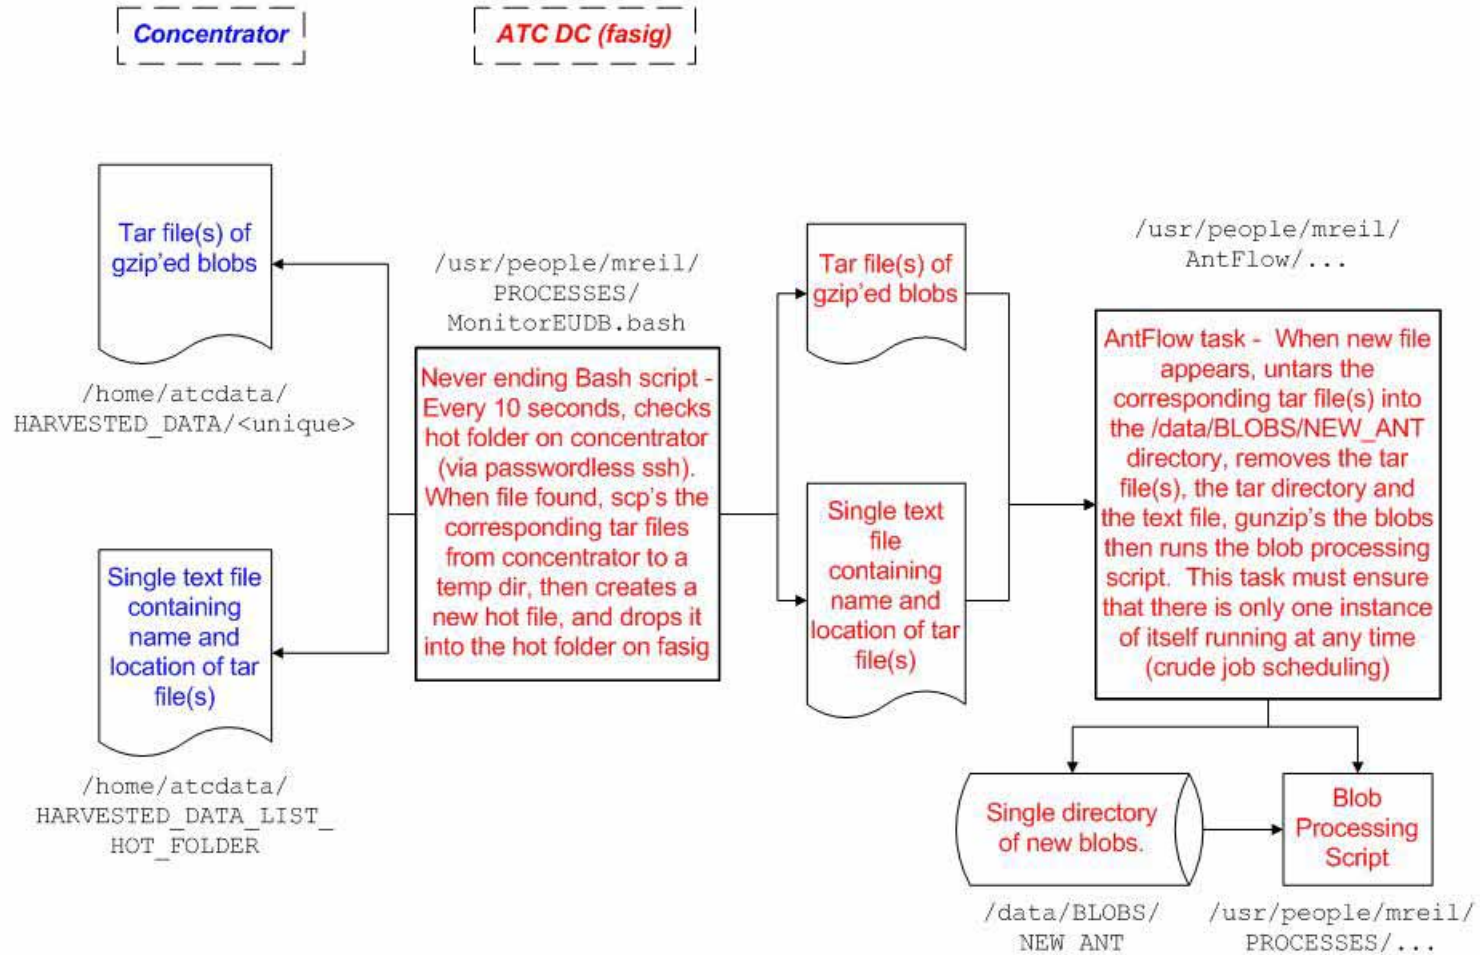 Concentrator
ATC DC (fasig)
Tar file(s) of
gzip'ed blobs
/home/atcdata/
HARVESTED_DATA/<unique>
Single text file
containing
name and
location of tar
file(s)
/home/atcdata/
HARVESTED_DATA_LIST_
HOT_FOLDER
/usr/people/mreil/
PROCESSES/
MonitorEUDB.bash
Never ending Bash script -
Every 10 seconds, checks
hot folder on concentrator
(via passwordless ssh).
When file found, scp's the
corresponding tar files
from concentrator to a
temp dir, then creates a
new hot file, and drops it
into the hot folder on fasig
Tar file(s) of
gzip'ed blobs
Single text
file
containing
name and
location of tar
file(s)
/usr/people/mreil/
AntFlow/...
AntFlow task - When new file
appears, untars the
corresponding tar file(s) into
the /data/BLOBS/NEW_ANT
directory, removes the tar
file(s), the tar directory and
the text file, gunzip's the blobs
then runs the blob processing
script. This task must ensure
that there is only one instance
of itself running at any time
(crude job scheduling)
Single directory
of new blobs.
/data/BLOBS/
NEW ANT
Blob
Processing
Script
/usr/people/mreil/
PROCESSES/...